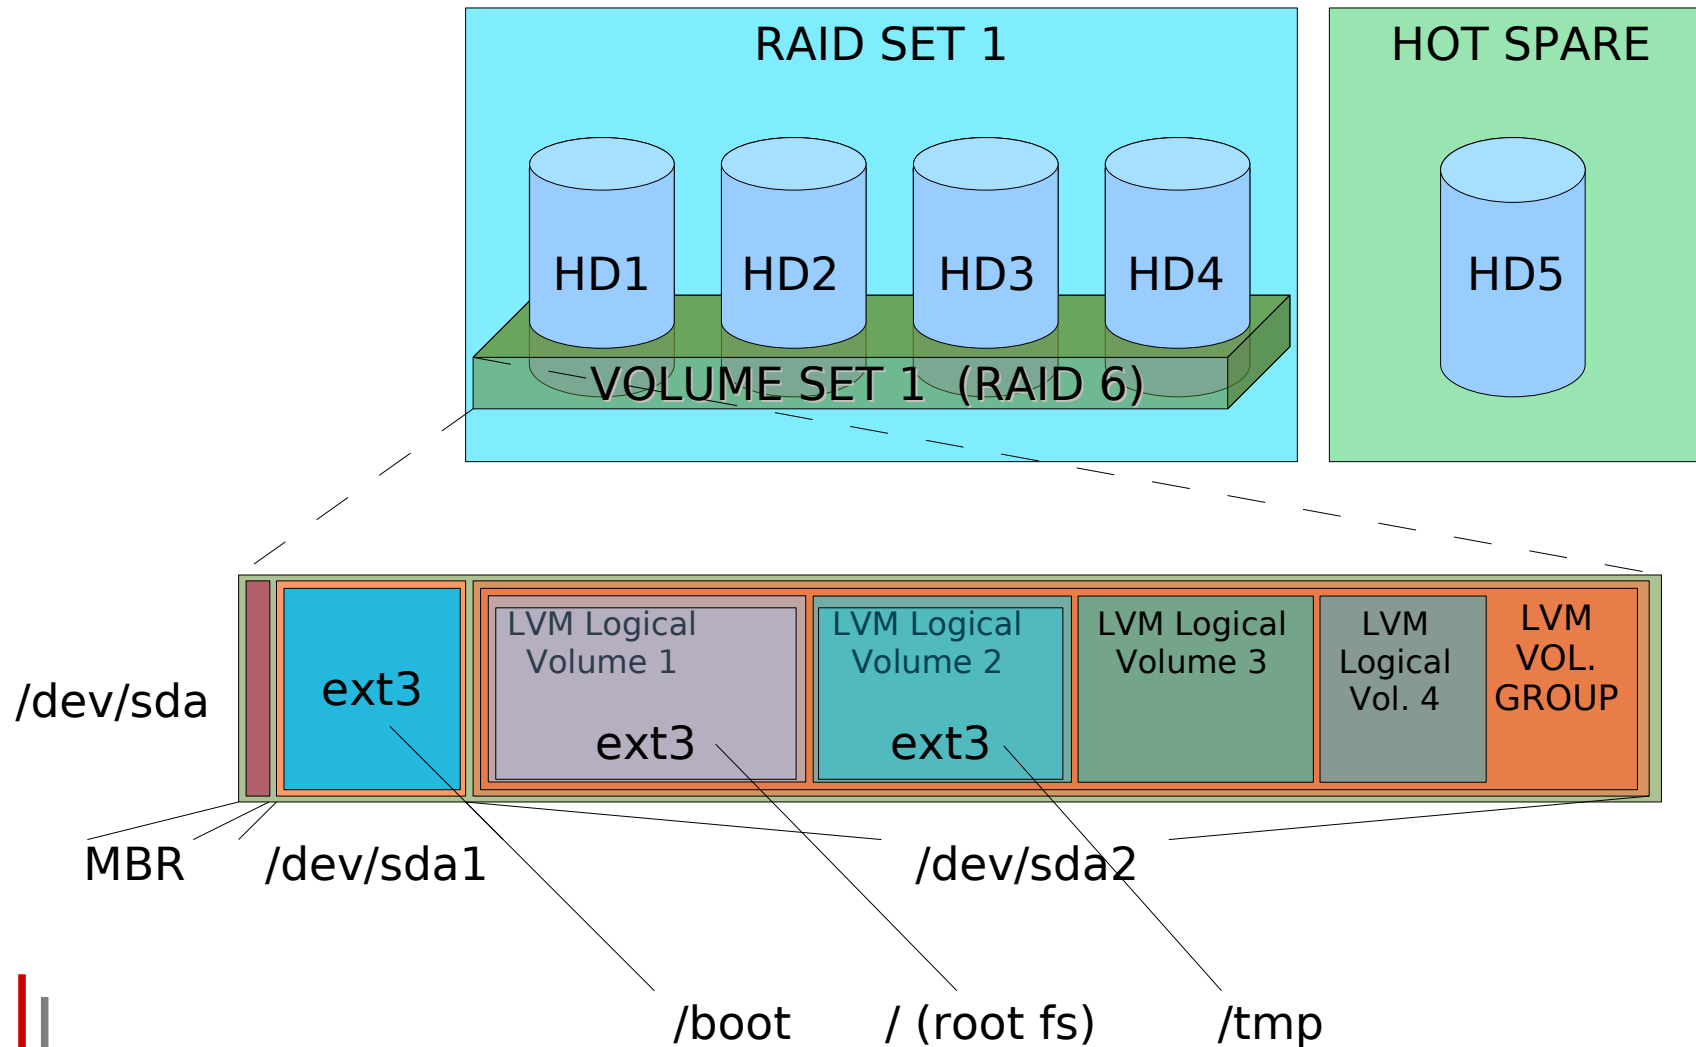 RAID SET 1
HOT SPARE
HD1
HD2
HD3
HD4
HD5
VOLUME SET 1 (RAID 6)
/dev/sda
ext3
LVM Logical
Volume 1
ext3
LVM Logical
Volume 2
ext3
LVM Logical
Volume 3
LVM
Logical
Vol. 4
LVM
VOL.
GROUP
MBR
/dev/sda1
/dev/sda2
/boot
/ (root fs)
/tmp